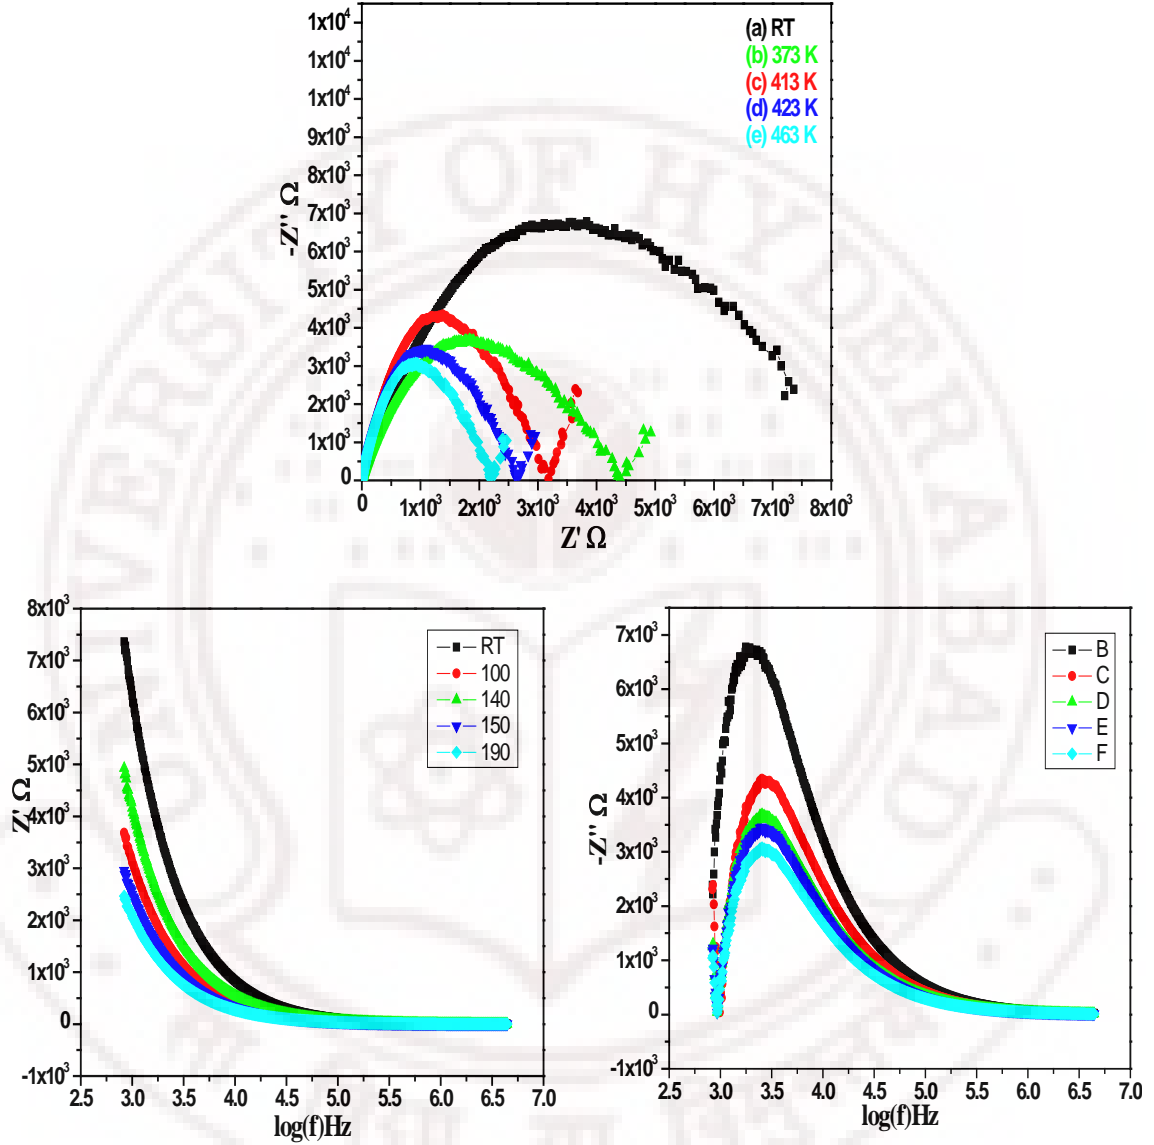 1x10⁴
1x10⁴
1x10⁴
9x10³
8x10³
7x10³
6x10³
5x10³
4x10³
3x10³
2x10³
1x10³
0
-Z'' Ω
(a) RT
(b) 373 K
(c) 413 K
(d) 423 K
(e) 463 K
0 1x10³ 2x10³ 3x10³ 4x10³ 5x10³ 6x10³ 7x10³ 8x10³
Z' Ω
8x10³
7x10³
6x10³
5x10³
4x10³
3x10³
2x10³
1x10³
0
-1x10³
Z' Ω
RT
100
140
150
190
2.5 3.0 3.5 4.0 4.5 5.0 5.5 6.0 6.5 7.0
log(f)Hz
7x10³
6x10³
5x10³
4x10³
3x10³
2x10³
1x10³
0
-1x10³
-Z'' Ω
B
C
D
E
F
2.5 3.0 3.5 4.0 4.5 5.0 5.5 6.0 6.5 7.0
log(f)Hz